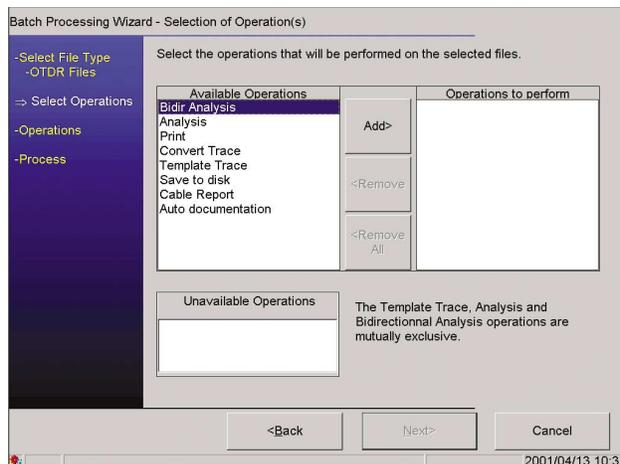 Batch Processing Wizard - Selection of Operation(s)
-Select File Type
-OTDR Files
⇒ Select Operations
-Operations
-Process
Select the operations that will be performed on the selected files.
Available Operations
Bidir Analysis
Analysis
Print
Convert Trace
Template Trace
Save to disk
Cable Report
Auto documentation
Add>
<Remove
<Remove
All
Operations to perform
Unavailable Operations
The Template Trace, Analysis and
Bidirectionnal Analysis operations are
mutually exclusive.
<Back
Next>
Cancel
2001/04/13 10:3